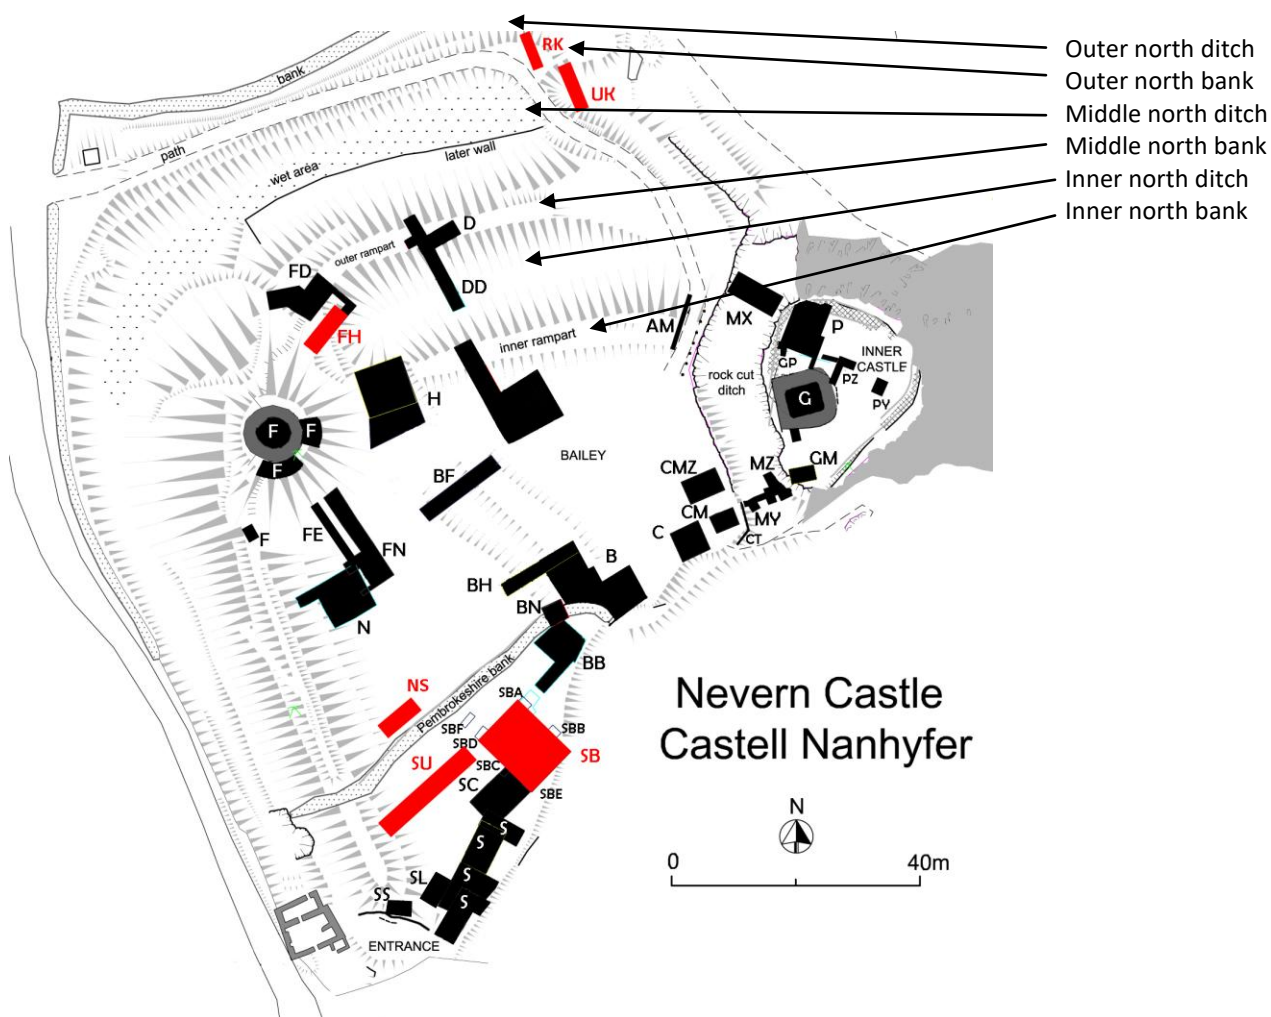 Outer north ditch
Outer north bank
Middle north ditch
Middle north bank
Inner north ditch
Inner north bank
RK
UK
bank
path
wet area
later wall
D
outer rampart
FD
DD
FH
inner rampart
AM
MX
P
INNER
CASTLE
GP
PZ
PY
rock cut
ditch
G
H
F
F
F
BAILEY
BF
CMZ
MZ
GM
CM
MY
C
CT
F
FE
FN
B
BH
BN
N
BB
Pembrokeshire bank
NS
SBA
SBF
SBD
SBB
SB
SU
SBC
SC
SBE
Nevern Castle
Castell Nanhyfer
S
S
S
S
SL
SS
ENTRANCE
N
0
40m